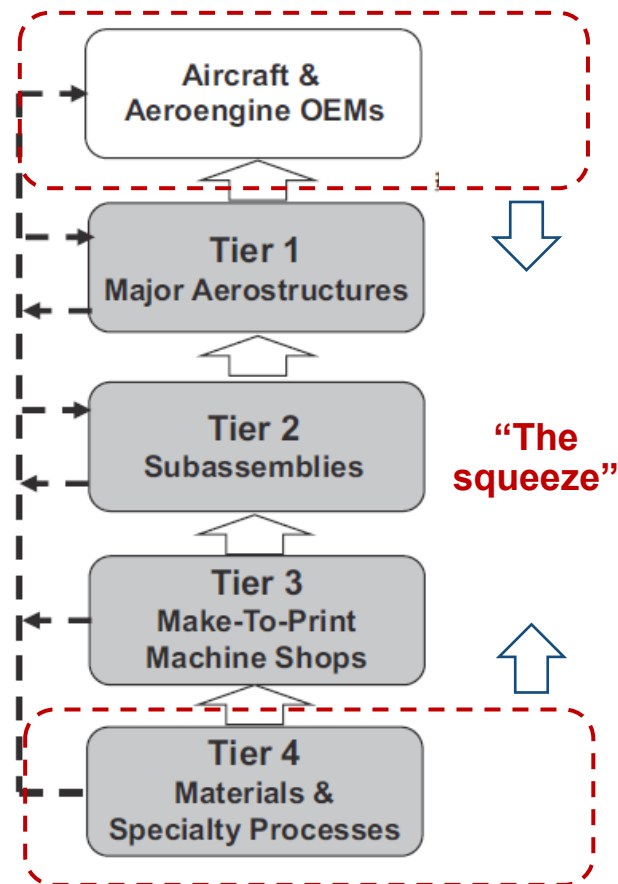 Aircraft &
Aeroengine OEMs
Tier 1
Major Aerostructures
Tier 2
Subassemblies
“The
squeeze”
Tier 3
Make-To-Print
Machine Shops
Tier 4
Materials &
Specialty Processes